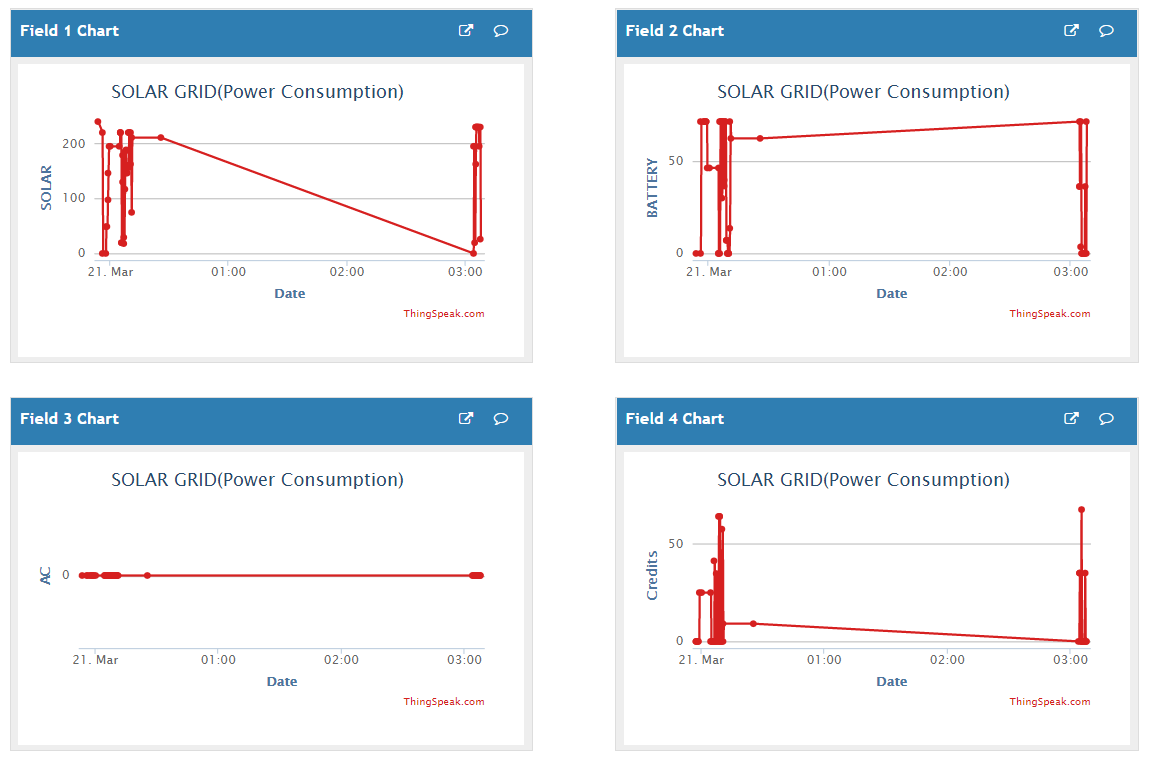 Field 1 Chart
SOLAR GRID(Power Consumption)
SOLAR
200
100
0
21. Mar 01:00 02:00 03:00
Date
ThingSpeak.com
Field 2 Chart
SOLAR GRID(Power Consumption)
BATTERY
50
0
21. Mar 01:00 02:00 03:00
Date
ThingSpeak.com
Field 3 Chart
SOLAR GRID(Power Consumption)
AC
0
21. Mar 01:00 02:00 03:00
Date
ThingSpeak.com
Field 4 Chart
SOLAR GRID(Power Consumption)
Credits
50
0
21. Mar 01:00 02:00 03:00
Date
ThingSpeak.com